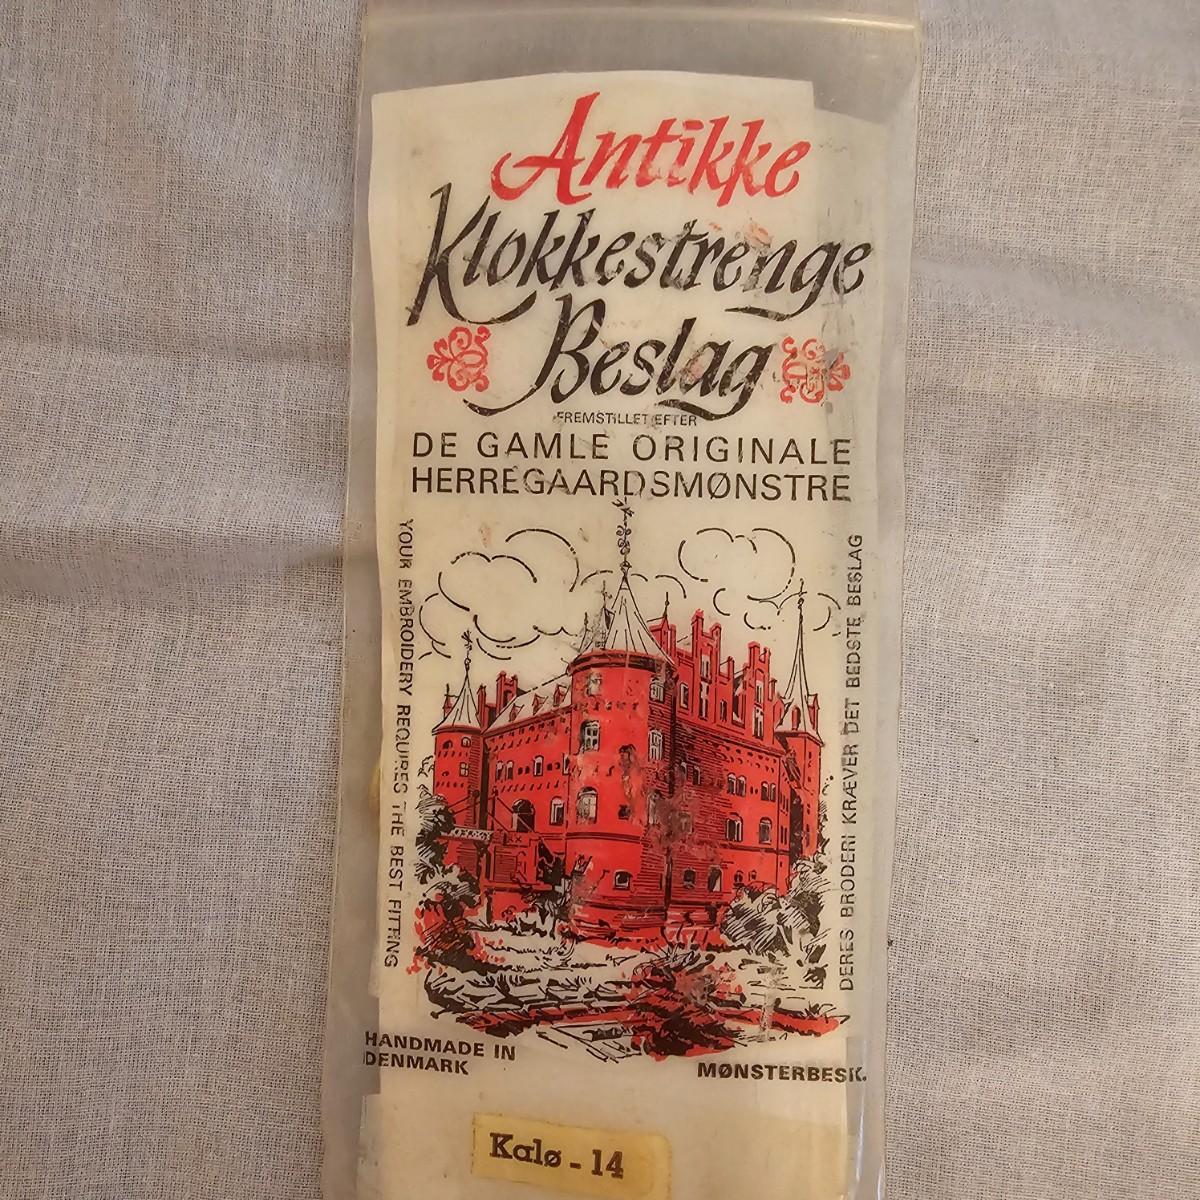 Antikke
Klokkestrenge
Beslag
FREMSTILLET EFTER
DE GAMLE ORIGINALE
HERREGAARDSMØNSTRE
YOUR EMBROIDERY REQUIRES THE BEST FITTING
DERES BRODERI KRÆVER DET BEDSTE BESLAG
HANDMADE IN
DENMARK
MØNSTERBESK.
Kalø - 14